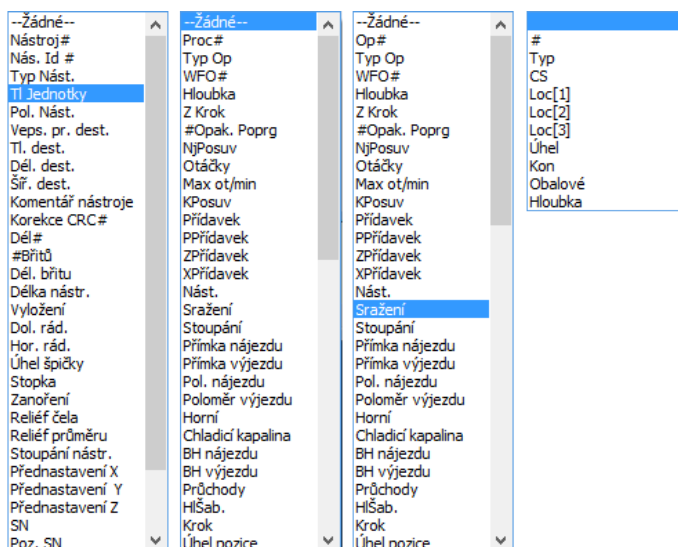 --Žádné--
Nástroj#
Nás. Id #
Typ Nást.
Tl Jednotky
Pol. Nást.
Veps. pr. dest.
Tl. dest.
Dél. dest.
Šíř. dest.
Komentář nástroje
Korekce CRC#
Dél#
#Břitů
Dél. břitu
Délka nástr.
Vyložení
Dol. rád.
Hor. rád.
Úhel špičky
Stopka
Zanoření
Reliéf čela
Reliéf průměru
Stoupání nástr.
Přednastavení X
Přednastavení Y
Přednastavení Z
SN
Poz. SN
--Žádné--
Proc#
Typ Op
WFO#
Hloubka
Z Krok
#Opak. Poprg
NjPosuv
Otáčky
Max ot/min
KPosuv
Přídavek
PPřídavek
ZPřídavek
XPřídavek
Nást.
Sražení
Stoupání
Přímka nájezdu
Přímka výjezdu
Pol. nájezdu
Poloměr výjezdu
Horní
Chladicí kapalina
BH nájezdu
BH výjezdu
Průchody
HlŠab.
Krok
Úhel pozice
--Žádné--
Op#
Typ Op
WFO#
Hloubka
Z Krok
#Opak. Poprg
NjPosuv
Otáčky
Max ot/min
KPosuv
Přídavek
PPřídavek
ZPřídavek
XPřídavek
Nást.
Sražení
Stoupání
Přímka nájezdu
Přímka výjezdu
Pol. nájezdu
Poloměr výjezdu
Horní
Chladicí kapalina
BH nájezdu
BH výjezdu
Průchody
HlŠab.
Krok
Úhel pozice
#
Typ
CS
Loc[1]
Loc[2]
Loc[3]
Úhel
Kon
Obalové
Hloubka